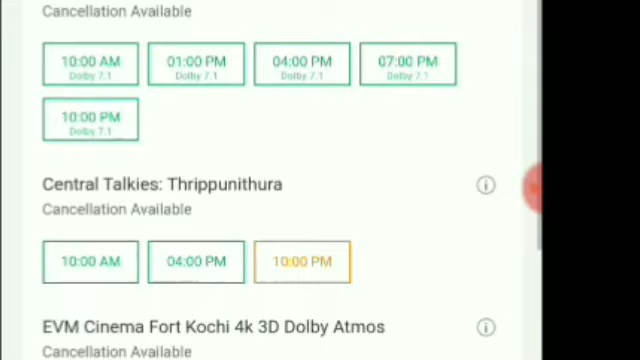 Cancellation Available
10:00 AM 01:00 PM 04:00 PM 07:00 PM
Dolby 7.1 Dolby 7.1 Dolby 7.1 Dolby 7.1
10:00 PM
Dolby 7.1
Central Talkies: Thrippunithura
Cancellation Available
10:00 AM 04:00 PM 10:00 PM
EVM Cinema Fort Kochi 4k 3D Dolby Atmos
Cancellation Available